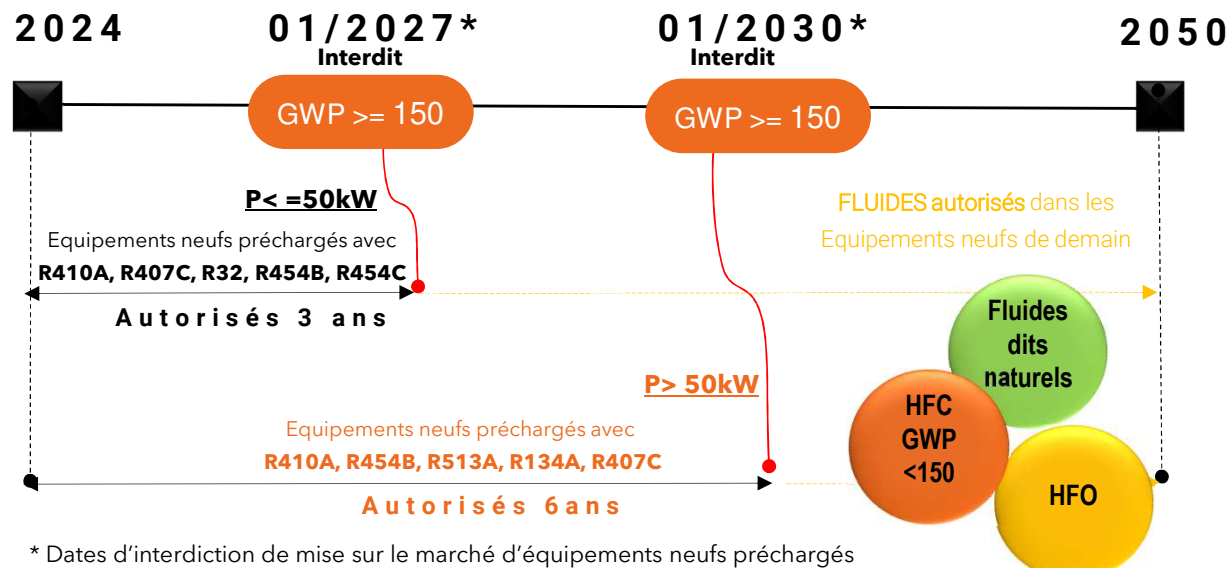 2024
01/2027*
Interdit
01/2030*
Interdit
2050
GWP >= 150
GWP >= 150
P< =50kW
Equipements neufs préchargés avec
R410A, R407C, R32, R454B, R454C
Autorisés 3 ans
FLUIDES autorisés dans les
Equipements neufs de demain
Fluides
dits
naturels
P> 50kW
HFC
GWP
<150
Equipements neufs préchargés avec
R410A, R454B, R513A, R134A, R407C
Autorisés 6ans
HFO
* Dates d’interdiction de mise sur le marché d’équipements neufs préchargés